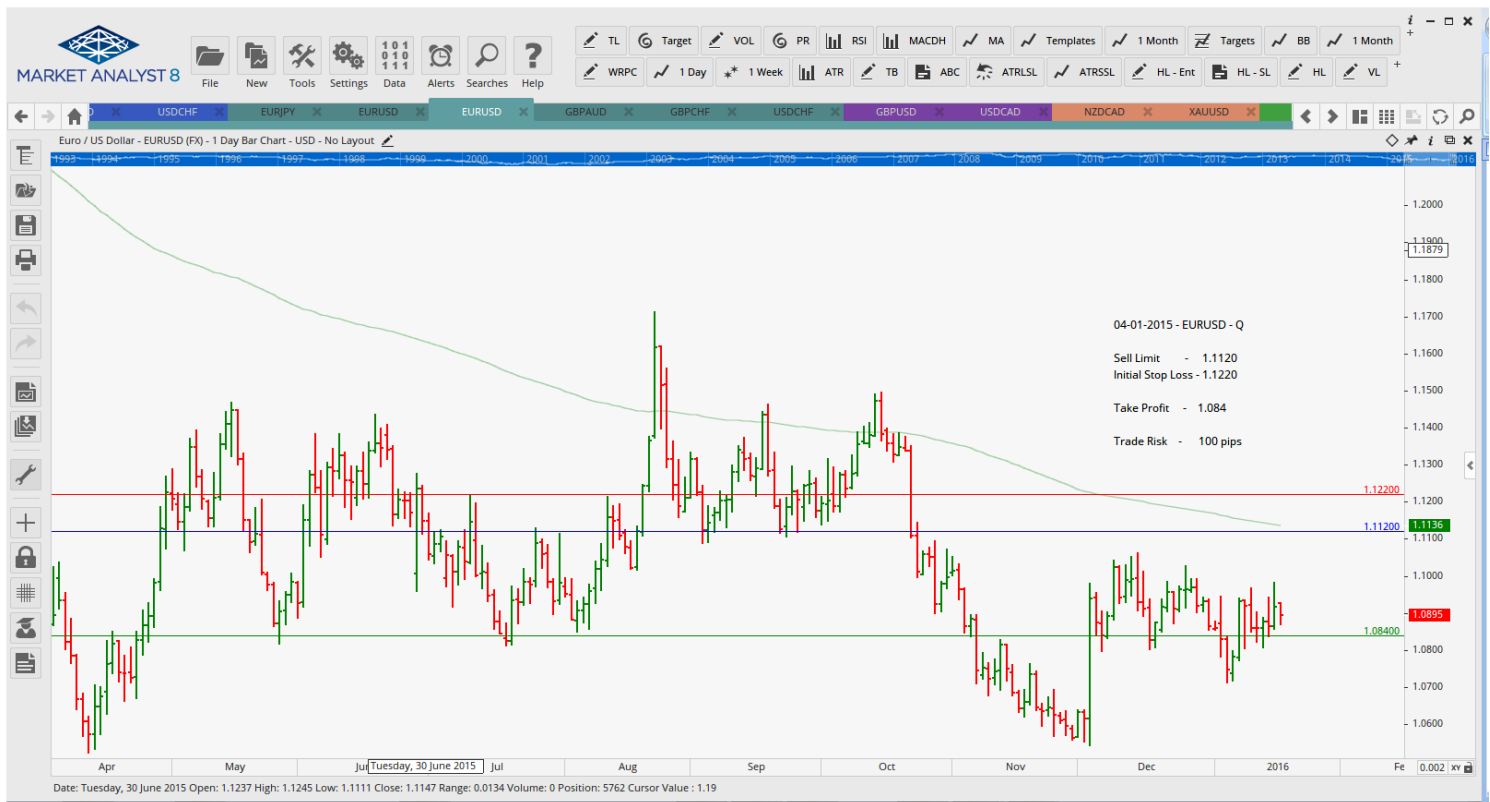 MARKET ANALYST 8
File New Tools Settings Data Alerts Searches Help
101
010
111
TL Target VOL PR RSI MACDH MA Templates 1 Month Targets BB 1 Month
WRPC 1 Day 1 Week ATR TB ABC ATRLSL ATRSSL HL - Ent HL - SL HL VL
USDCHF EURJPY EURUSD EURUSD GBPAUD GBPCHF USDCHF GBPUSD USDCAD NZDCAD XAUUSD
Euro / US Dollar - EURUSD (FX) - 1 Day Bar Chart - USD - No Layout
1993 1994 1995 1996 1997 1998 1999 2000 2001 2002 2003 2004 2005 2006 2007 2008 2009 2010 2011 2012 2013 2014 2015 2016
1.2000
1.1900
1.1879
1.1800
1.1700
04-01-2015 - EURUSD - Q
1.1600
Sell Limit - 1.1120
Initial Stop Loss - 1.1220
1.1500
Take Profit - 1.084
1.1400
Trade Risk - 100 pips
1.1300
1.12200
1.1200
1.11200
1.1136
1.1100
1.1000
1.0895
1.08400
1.0800
1.0700
1.0600
Apr May Jun Tuesday, 30 June 2015 Jul Aug Sep Oct Nov Dec 2016 Fe 0.002 XY
Date: Tuesday, 30 June 2015 Open: 1.1237 High: 1.1245 Low: 1.1111 Close: 1.1147 Range: 0.0134 Volume: 0 Position: 5762 Cursor Value : 1.19